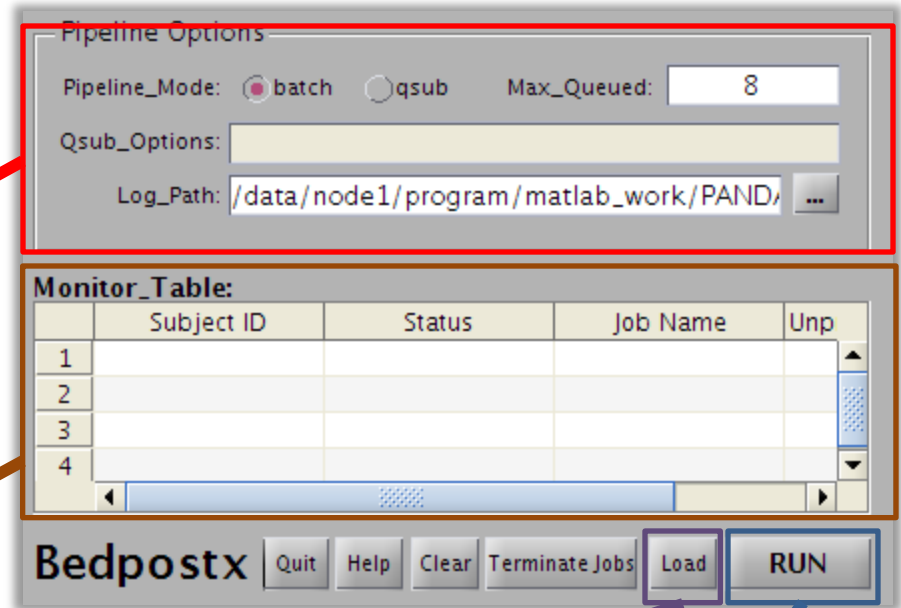 Pipeline Options
Pipeline_Mode: batch qsub Max_Queued: 8
Qsub_Options:
Log_Path: /data/node1/program/matlab_work/PANDA ...
Monitor_Table:
Subject ID Status Job Name Unp
1
2
3
4
Bedpostx Quit Help Clear Terminate Jobs Load RUN